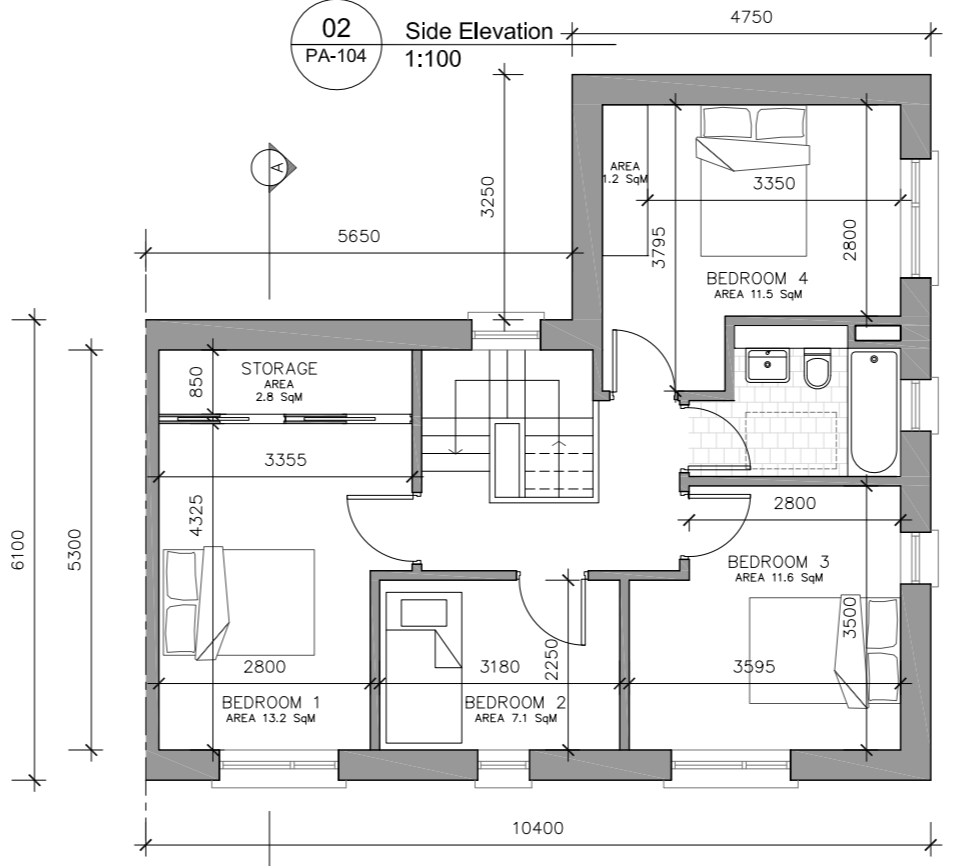 4750
02
PA-104
Side Elevation
1:100
A
3250
5650
AREA
1.2 SqM
3350
3795
2800
BEDROOM 4
AREA 11.5 SqM
850
STORAGE
AREA
2.8 SqM
3355
4325
6100
5300
2800
BEDROOM 3
AREA 11.6 SqM
3500
2800
3180
2250
3595
BEDROOM 1
AREA 13.2 SqM
BEDROOM 2
AREA 7.1 SqM
10400